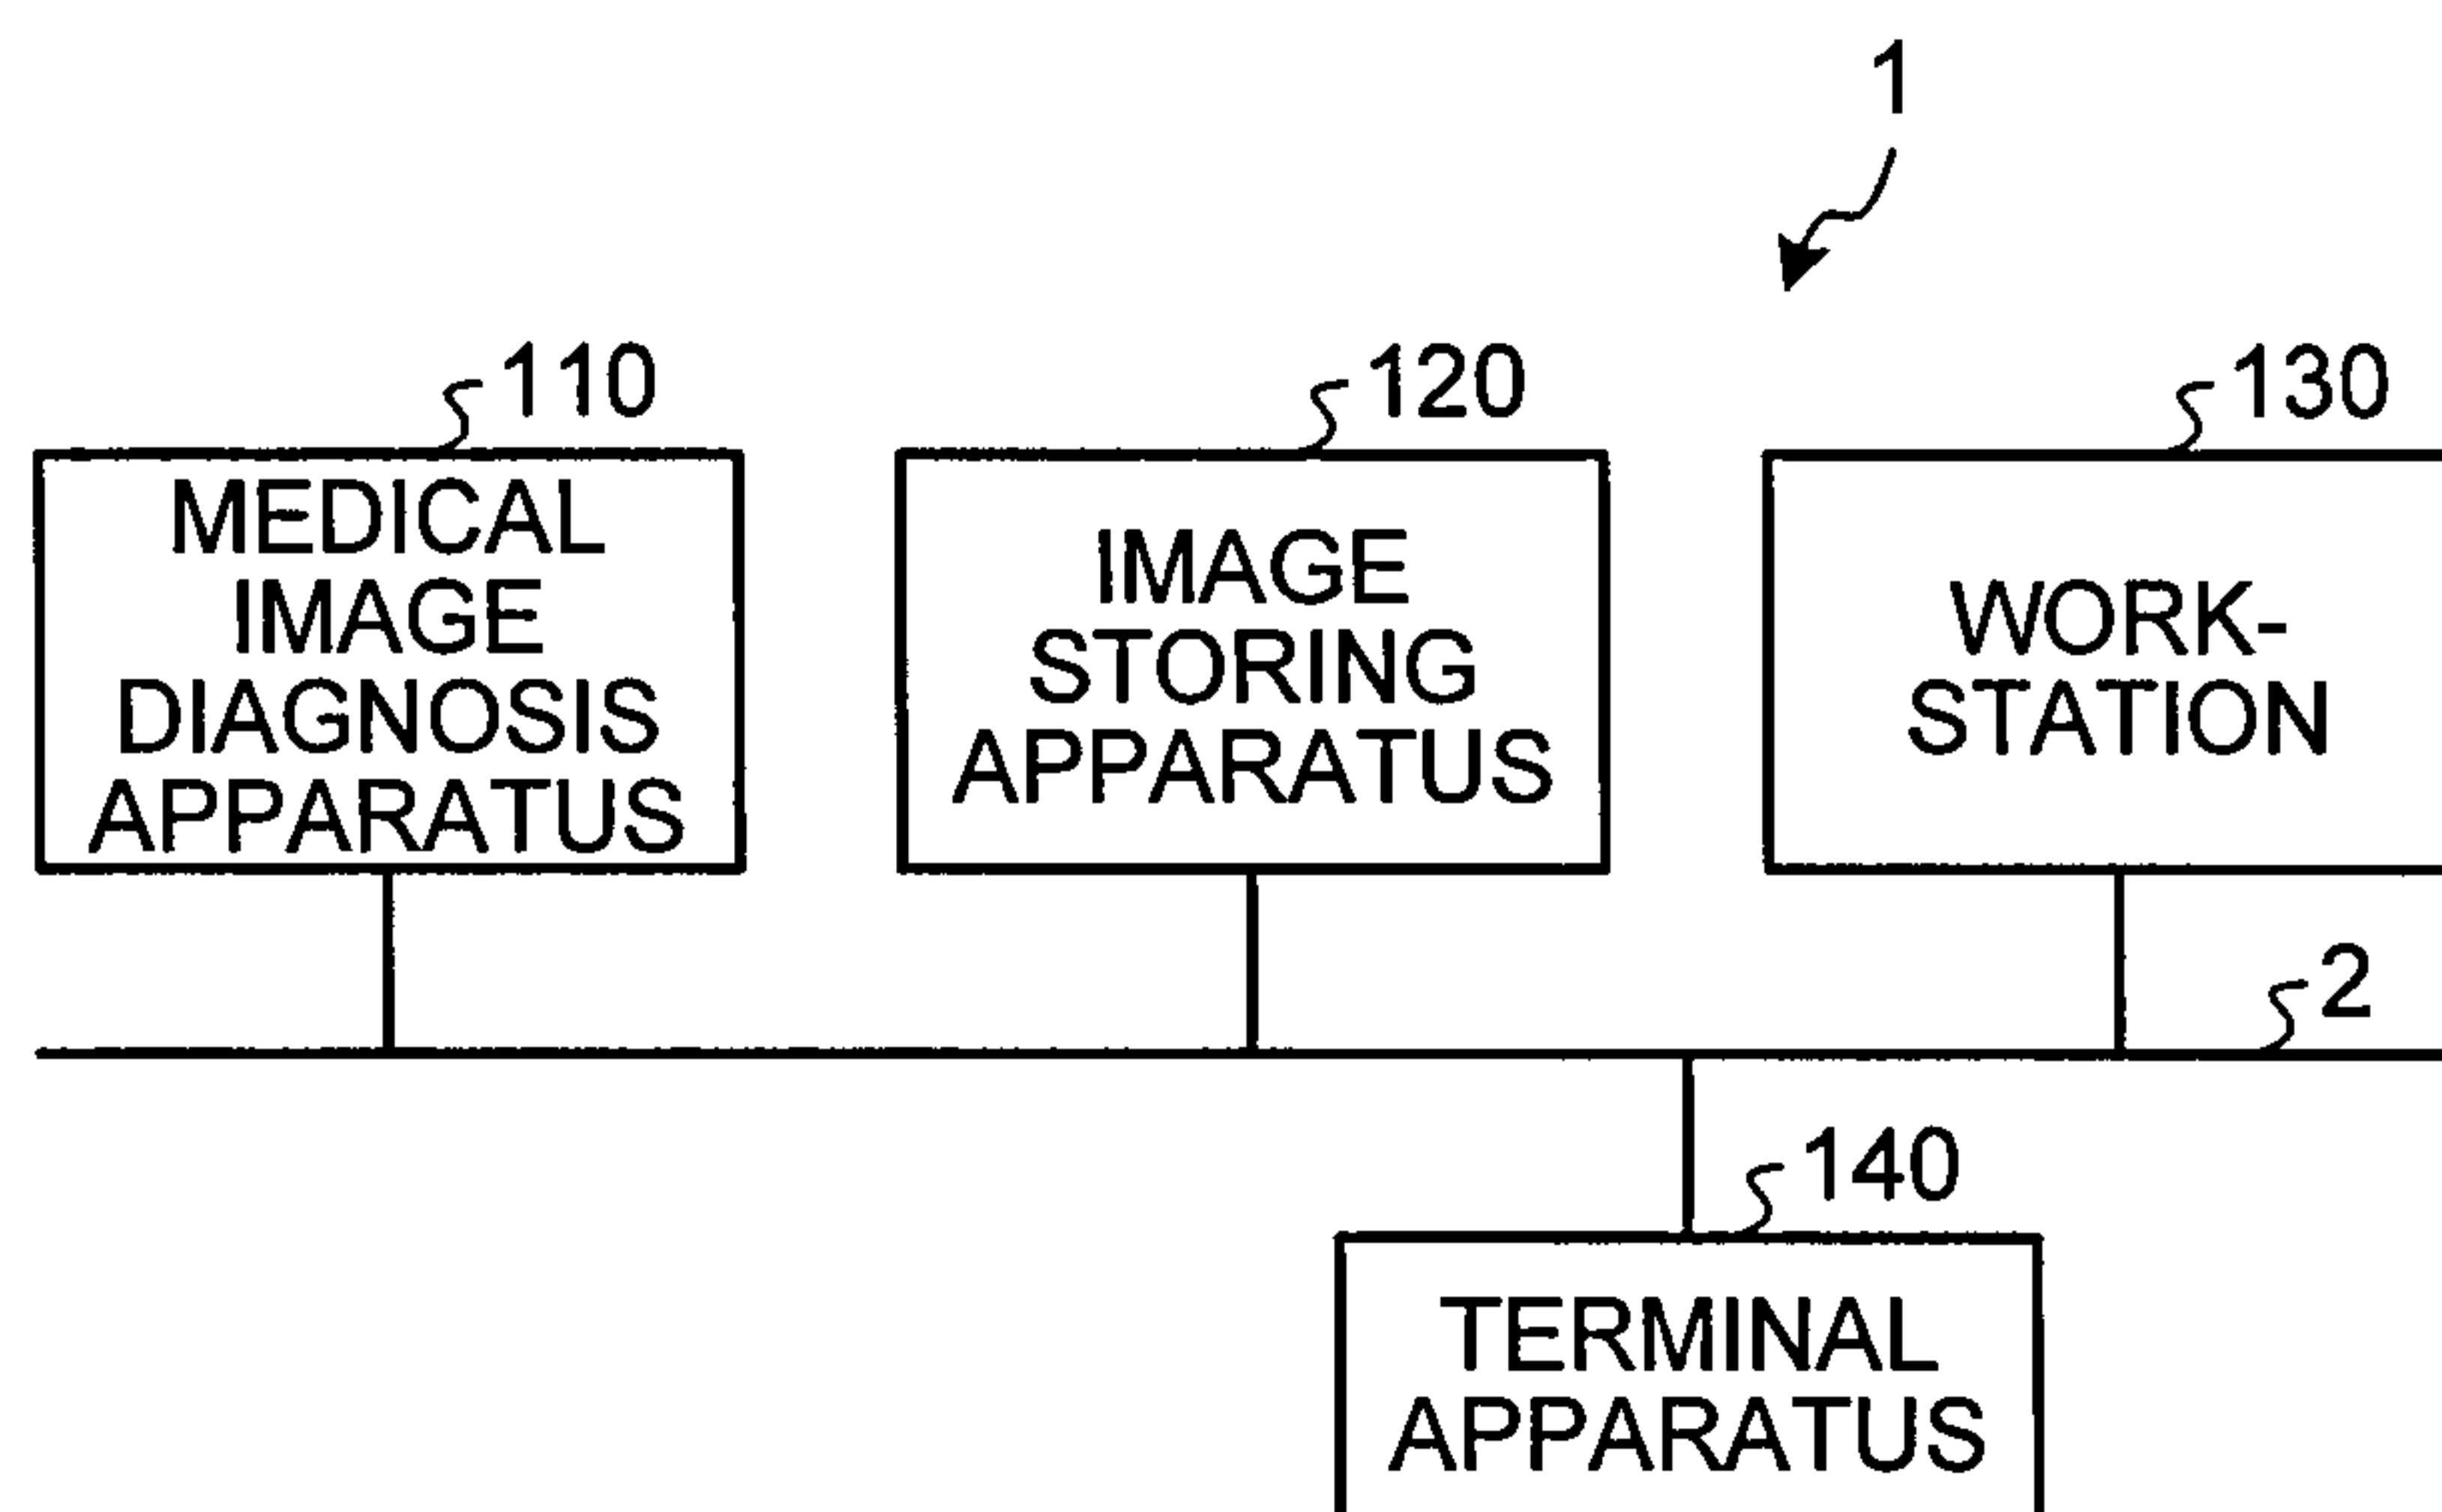 1
110
120
130
MEDICAL
IMAGE
DIAGNOSIS
APPARATUS
IMAGE
STORING
APPARATUS
WORK-
STATION
2
140
TERMINAL
APPARATUS